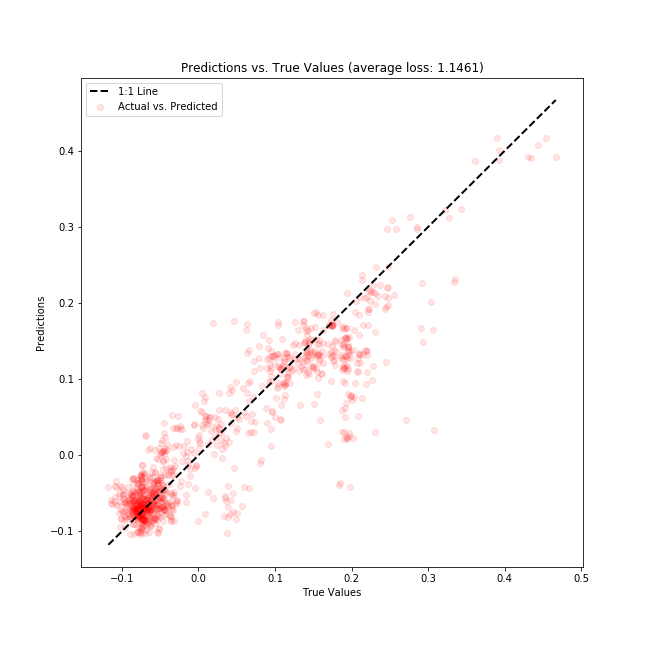 Predictions vs. True Values (average loss: 1.1461)
1:1 Line
Actual vs. Predicted
0.4
0.3
0.2
0.1
0.0
−0.1
Predictions
−0.1 0.0 0.1 0.2 0.3 0.4 0.5
True Values